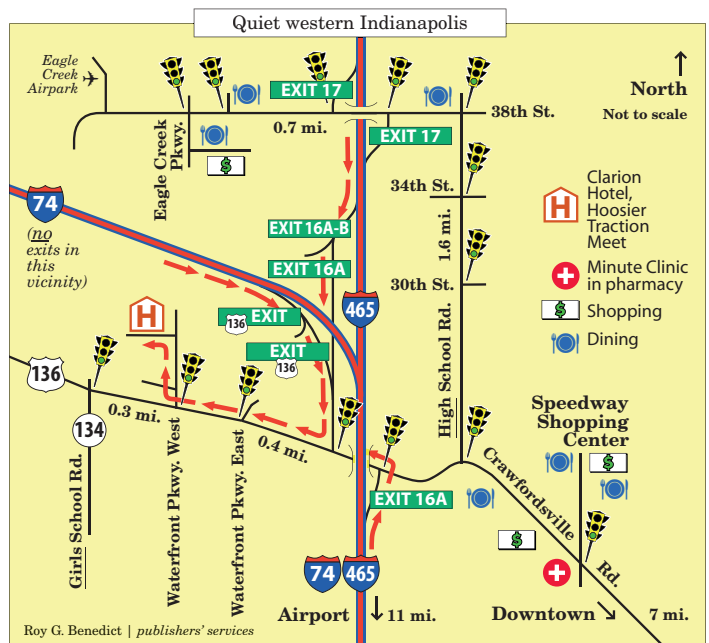 Quiet western Indianapolis
Eagle
Creek
Airpark
EXIT 17
North
Not to scale
38th St.
0.7 mi.
EXIT 17
Eagle Creek
Pkwy.
$
34th St.
74
(no
exits in
this
vicinity)
EXIT 16A-B
EXIT 16A
1.6 mi.
H
Clarion
Hotel,
Hoosier
Traction
Meet
Minute Clinic
in pharmacy
$
Shopping
Dining
30th St.
465
H
EXIT
136
EXIT
136
High School Rd.
136
134
0.3 mi.
0.4 mi.
Girls School Rd.
Waterfront Pkwy. West
Waterfront Pkwy. East
EXIT 16A
Speedway
Shopping
Center
$
$
Crawfordsville
Rd.
74
465
Airport
11 mi.
Downtown
7 mi.
Roy G. Benedict | publishers' services